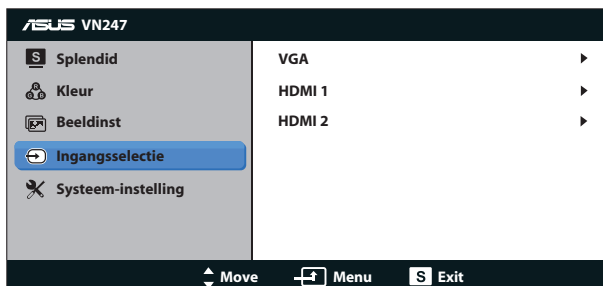 ASUS VN247
S Splendid
Kleur
Beeldinst
Ingangsselectie
Systeem-instelling
VGA
HDMI 1
HDMI 2
Move Menu S Exit